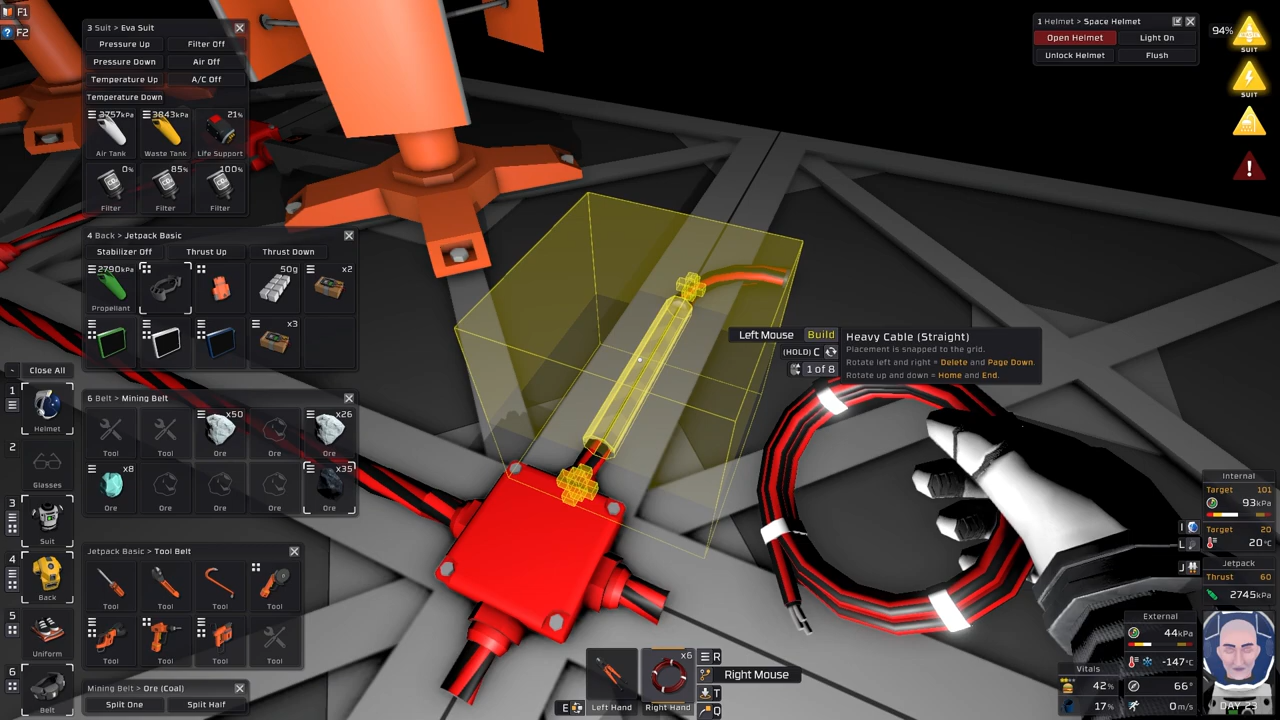 F1
F2
3 Suit > Eva Suit
Pressure Up
Filter Off
Pressure Down
Air Off
Temperature Up
A/C Off
Temperature Down
3757kPa
3843kPa
21%
Air Tank
Waste Tank
Life Support
0%
85%
100%
Filter
Filter
Filter
4 Back > Jetpack Basic
Stabilizer Off
Thrust Up
Thrust Down
2790kPa
50g
x2
Propellant
x3
Close All
6 Belt > Mining Belt
x50
x26
Tool
Tool
Ore
Ore
Ore
x8
x35
Ore
Ore
Ore
Ore
Ore
Jetpack Basic > Tool Belt
Tool
Tool
Tool
Tool
Tool
Tool
Tool
Tool
Mining Belt > Ore (Coal)
Split One
Split Half
1
Helmet
2
Glasses
3
Suit
4
Back
5
Uniform
6
Belt
Left Mouse
Build
(HOLD) C
1 of 8
Heavy Cable (Straight)
Placement is snapped to the grid.
Rotate left and right = Delete and Page Down.
Rotate up and down = Home and End.
1 Helmet > Space Helmet
Open Helmet
Light On
Unlock Helmet
Flush
94%
SUIT
SUIT
E
Left Hand
x6
Right Hand
R
Right Mouse
T
Q
Internal
Target 101
93kPa
Target 20
20°C
Jetpack
Thrust 60
2745kPa
I
L
J
External
44kPa
-147°C
66°
0m/s
Vitals
42%
17%
DAY 23